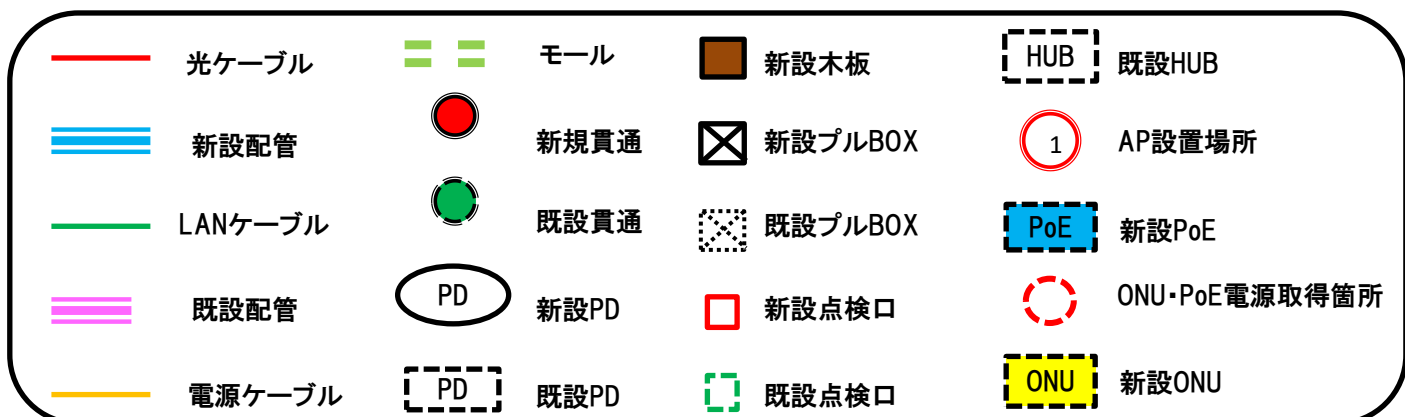 光ケーブル モール 新設木板 HUB 既設HUB
新設配管 新規貫通 新設プルBOX 1 AP設置場所
LANケーブル 既設貫通 既設プルBOX PoE 新設PoE
既設配管 PD 新設PD 新設点検口 ONU・PoE電源取得箇所
電源ケーブル PD 既設PD 既設点検口 ONU 新設ONU